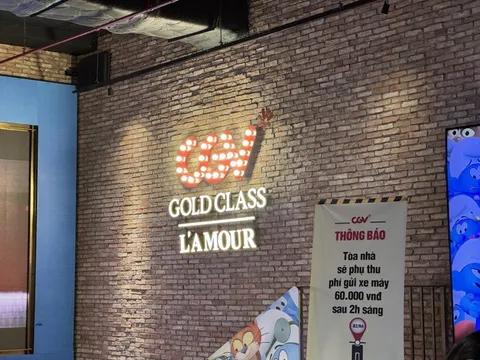 CGV
GOLD CLASS
L'AMOUR
CGV
THÔNG BÁO
Tòa nhà
sẽ phụ thu
phí gửi xe máy
60.000 vnđ
sau 2h sáng